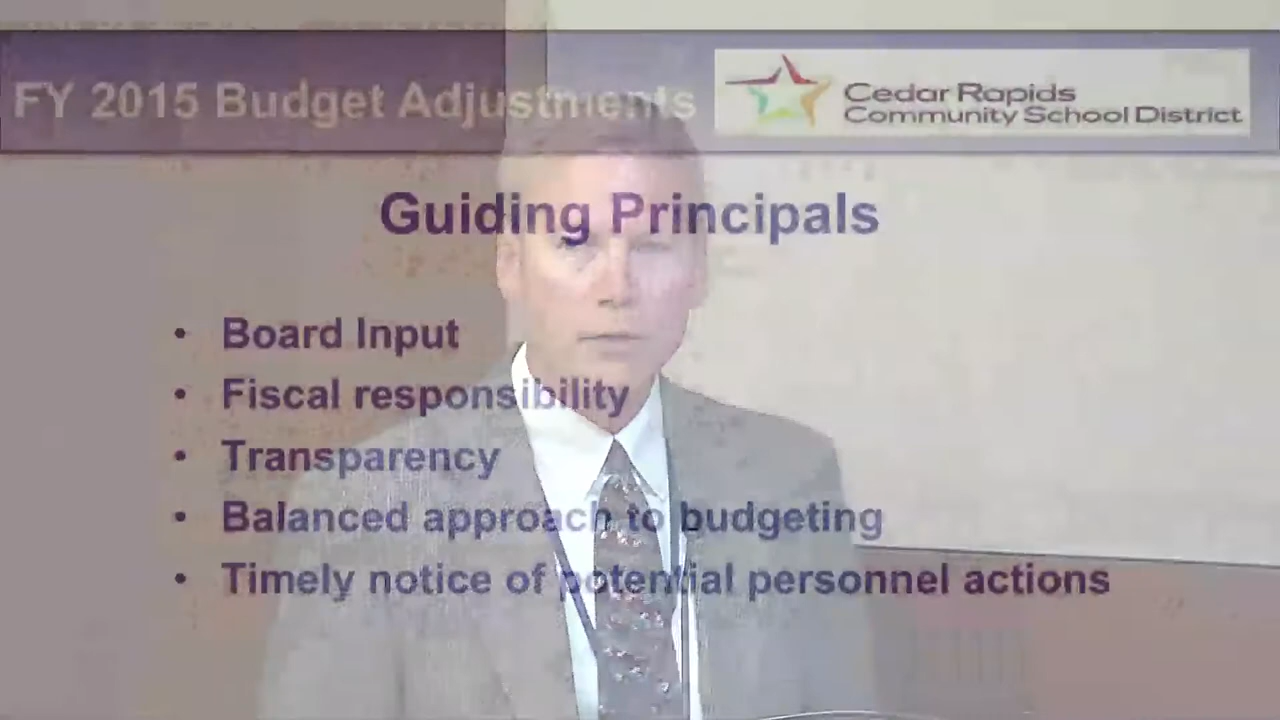 FY 2015 Budget Adjustments
Cedar Rapids
Community School District
Guiding Principals
• Board Input
• Fiscal responsibility
• Transparency
• Balanced approach to budgeting
• Timely notice of potential personnel actions